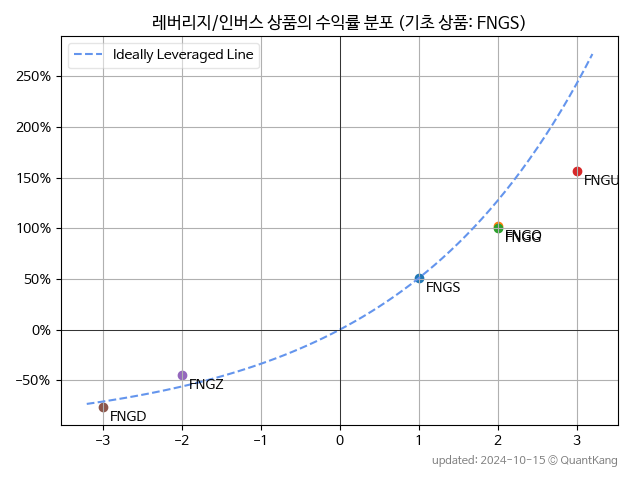 레버리지/인버스 상품의 수익률 분포 (기초 상품: FNGS)
Ideally Leveraged Line
250%
200%
150%
FNGU
100%
FNGO
FNGG
50%
FNGS
0%
−50%
FNGZ
FNGD
−3 −2 −1 0 1 2 3
updated: 2024-10-15 © QuantKang